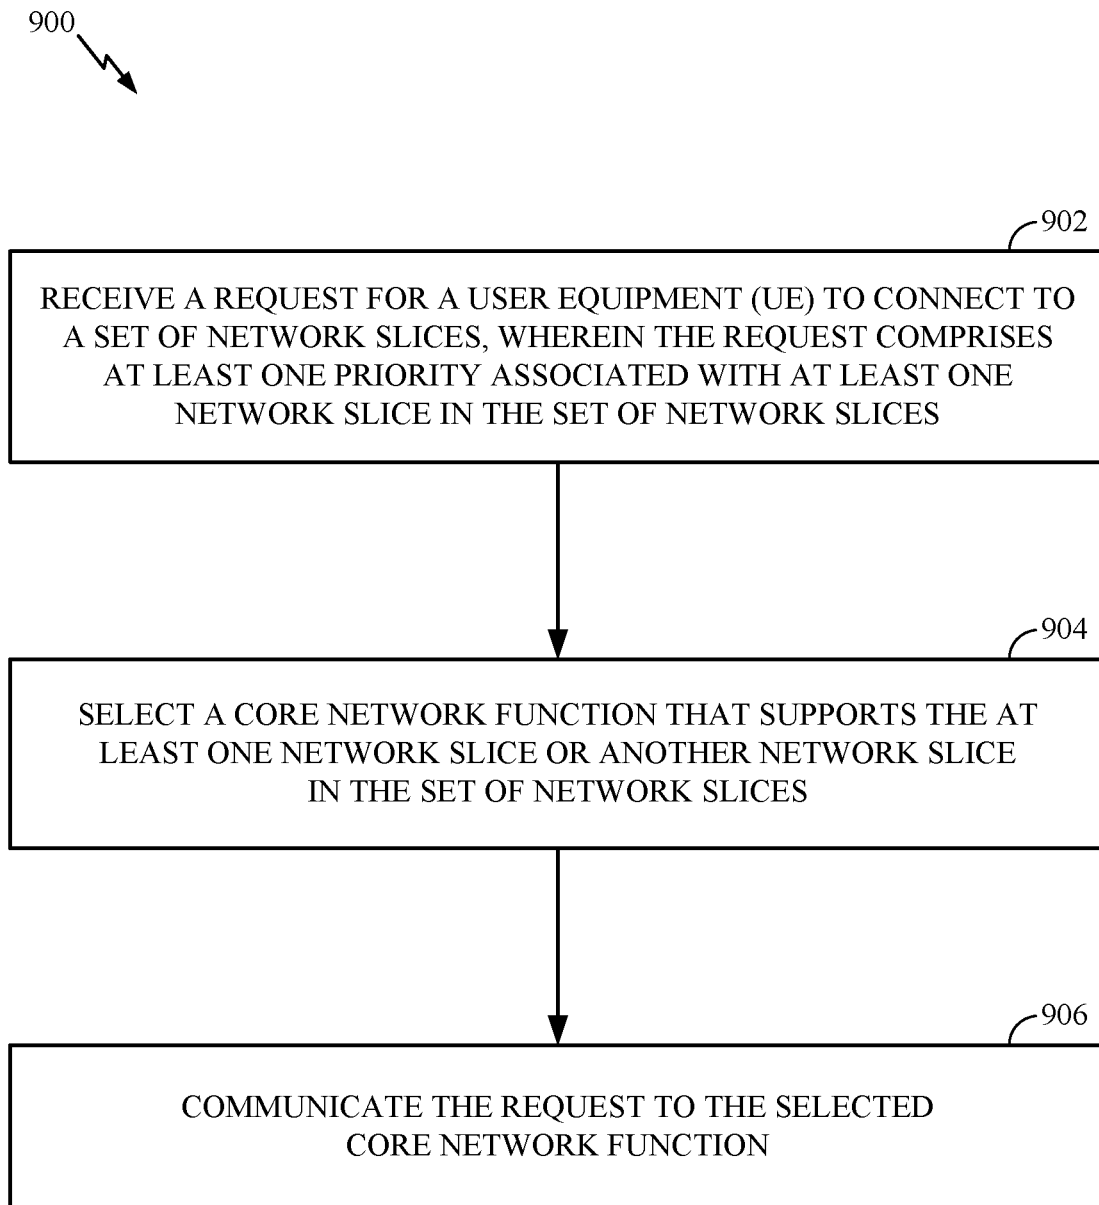 900
902
RECEIVE A REQUEST FOR A USER EQUIPMENT (UE) TO CONNECT TO
A SET OF NETWORK SLICES, WHEREIN THE REQUEST COMPRISES
AT LEAST ONE PRIORITY ASSOCIATED WITH AT LEAST ONE
NETWORK SLICE IN THE SET OF NETWORK SLICES
904
SELECT A CORE NETWORK FUNCTION THAT SUPPORTS THE AT
LEAST ONE NETWORK SLICE OR ANOTHER NETWORK SLICE
IN THE SET OF NETWORK SLICES
906
COMMUNICATE THE REQUEST TO THE SELECTED
CORE NETWORK FUNCTION